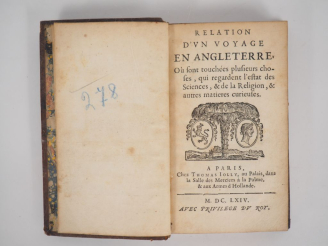 278
RELATION
D'VN VOYAGE
EN ANGLETERRE,
Où sont touchées plusieurs cho-
ses, qui regardent l'estat des
Sciences, & de la Religion, &
autres matieres curieuses.
A PARIS,
Chez THOMAS IOLLY, au Palais, dans
la Salle des Merciers à la Palme,
& aux Armes d'Hollande.
M. DC. LXIV.
AVEC PRIVILEGE DV ROY.